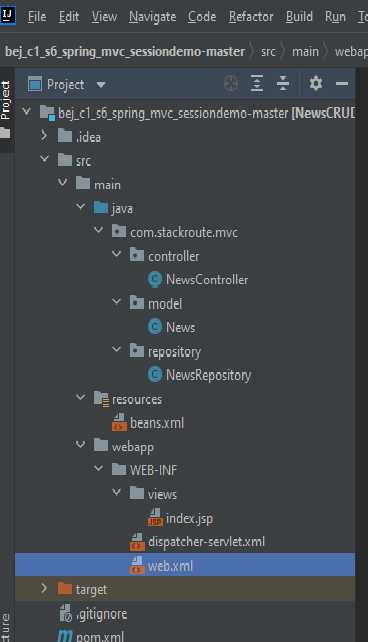 IJ File Edit View Navigate Code Refactor Build Run T
bej_c1_s6_spring_mvc_sessiondemo-master src main webap
Project
Project
bej_c1_s6_spring_mvc_sessiondemo-master [NewsCRUD
.idea
src
main
java
com.stackroute.mvc
controller
C NewsController
model
C News
repository
C NewsRepository
resources
beans.xml
webapp
WEB-INF
views
JSP index.jsp
dispatcher-servlet.xml
web.xml
target
.gitignore
pom.xml
cture